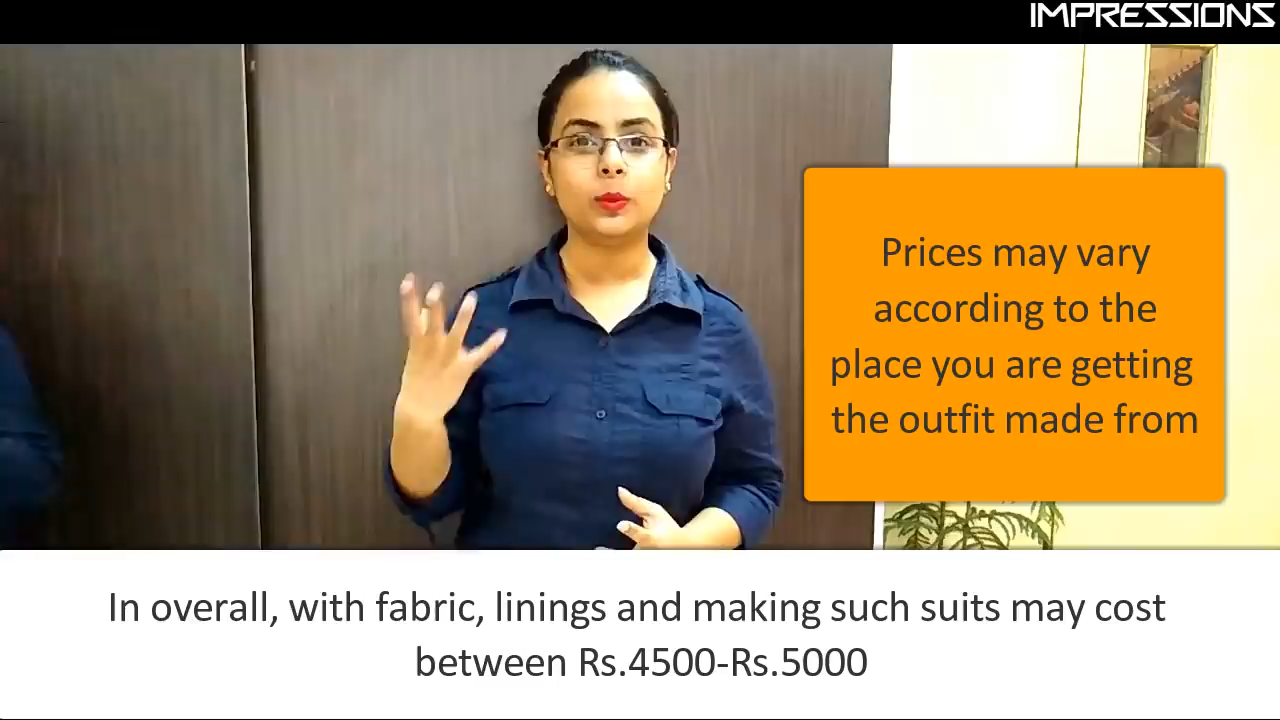 IMPRESSIONS
Prices may vary
according to the
place you are getting
the outfit made from
In overall, with fabric, linings and making such suits may cost
between Rs.4500-Rs.5000